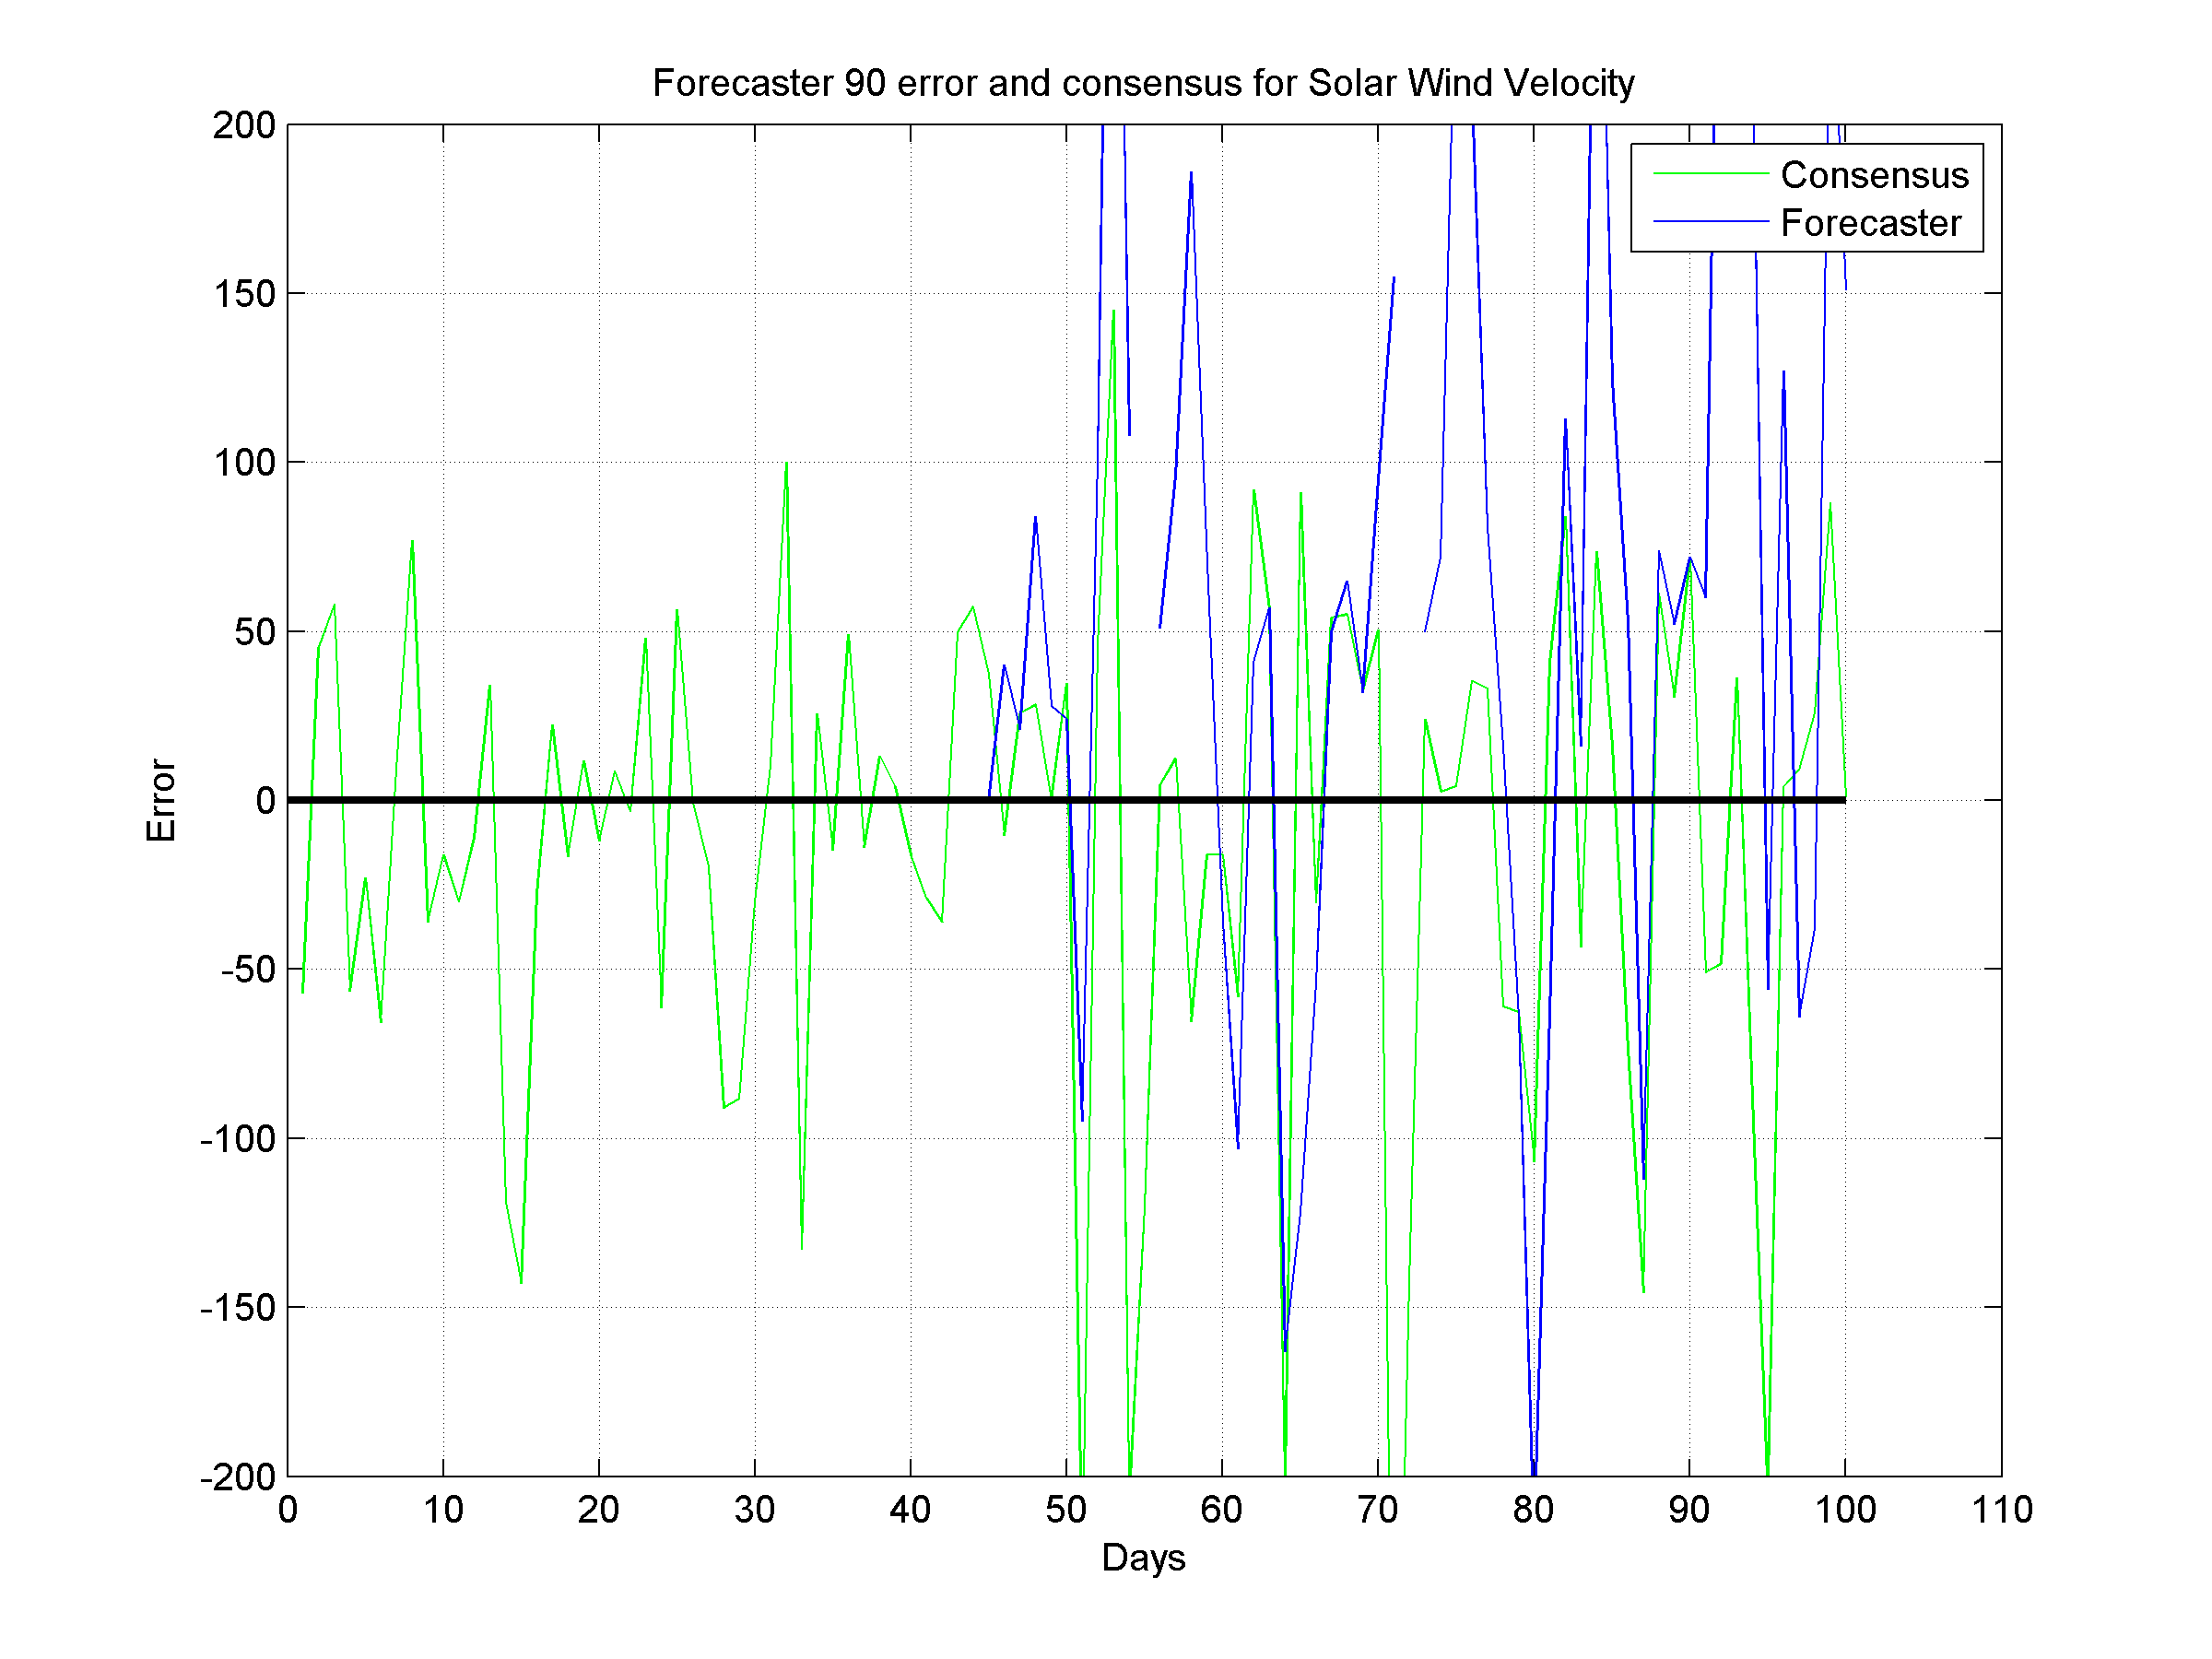 Forecaster 90 error and consensus for Solar Wind Velocity
200
150
100
50
0
-50
-100
-150
-200
Error
Consensus
Forecaster
0 10 20 30 40 50 60 70 80 90 100 110
Days